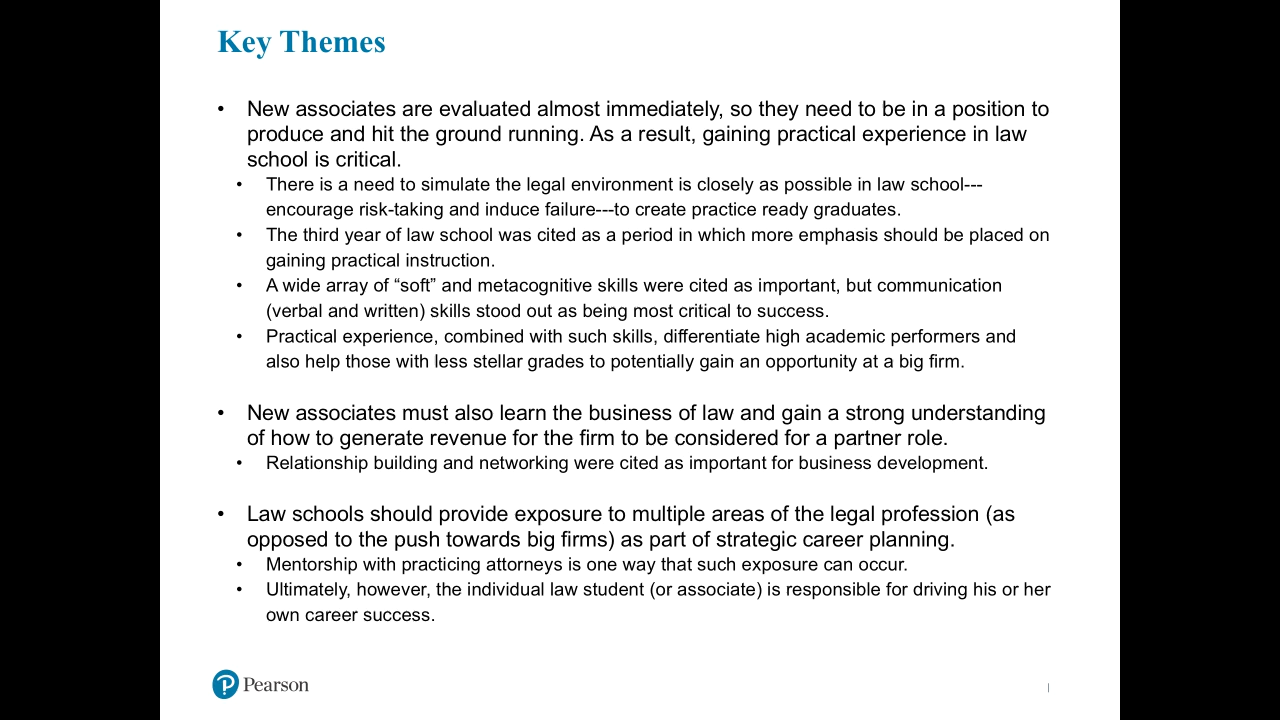 Key Themes
• New associates are evaluated almost immediately, so they need to be in a position to
produce and hit the ground running. As a result, gaining practical experience in law
school is critical.
• There is a need to simulate the legal environment is closely as possible in law school---
encourage risk-taking and induce failure---to create practice ready graduates.
• The third year of law school was cited as a period in which more emphasis should be placed on
gaining practical instruction.
• A wide array of “soft” and metacognitive skills were cited as important, but communication
(verbal and written) skills stood out as being most critical to success.
• Practical experience, combined with such skills, differentiate high academic performers and
also help those with less stellar grades to potentially gain an opportunity at a big firm.
• New associates must also learn the business of law and gain a strong understanding
of how to generate revenue for the firm to be considered for a partner role.
• Relationship building and networking were cited as important for business development.
• Law schools should provide exposure to multiple areas of the legal profession (as
opposed to the push towards big firms) as part of strategic career planning.
• Mentorship with practicing attorneys is one way that such exposure can occur.
• Ultimately, however, the individual law student (or associate) is responsible for driving his or her
own career success.
Pearson
|